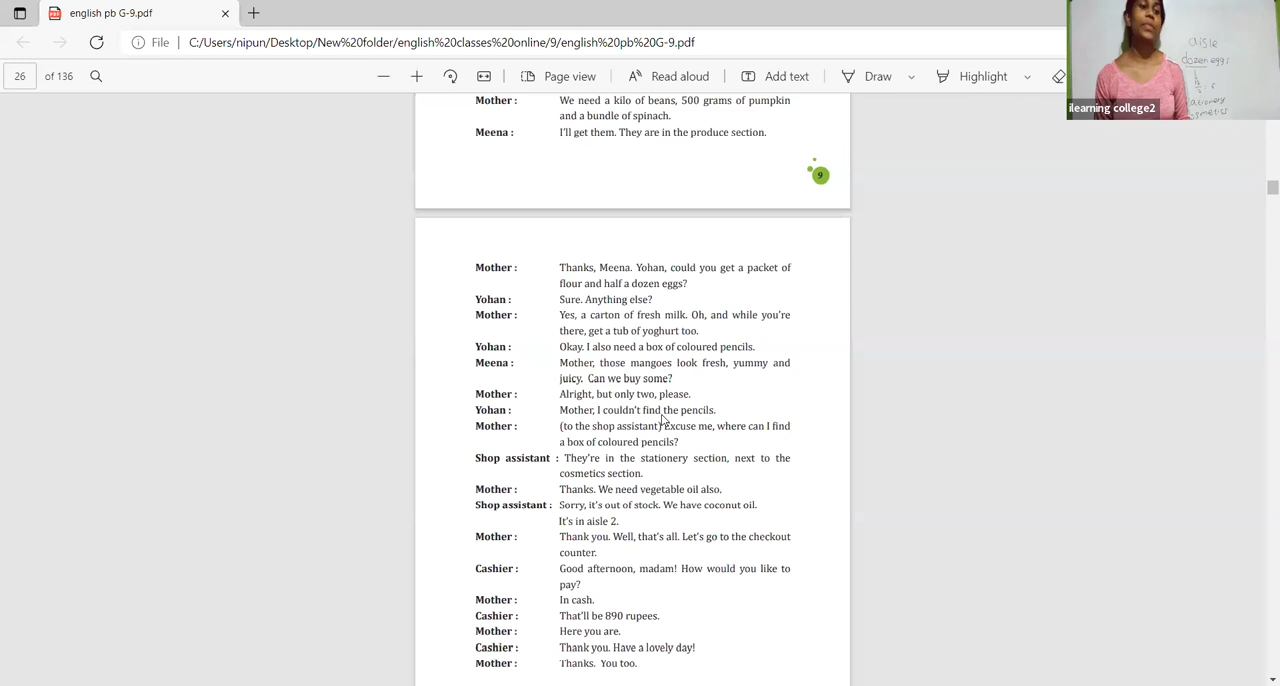 english pb G-9.pdf
File | C:/Users/nipun/Desktop/New%20folder/english%20classes%20online/9/english%20pb%20G-9.pdf
26 of 136
Page view
Read aloud
Add text
Draw
Highlight
aisle
dozen eggs
ilearning college2
Mother : We need a kilo of beans, 500 grams of pumpkin
and a bundle of spinach.
Meena : I'll get them. They are in the produce section.
9
Mother : Thanks, Meena. Yohan, could you get a packet of
flour and half a dozen eggs?
Yohan : Sure. Anything else?
Mother : Yes, a carton of fresh milk. Oh, and while you're
there, get a tub of yoghurt too.
Yohan : Okay. I also need a box of coloured pencils.
Meena : Mother, those mangoes look fresh, yummy and
juicy. Can we buy some?
Mother : Alright, but only two, please.
Yohan : Mother, I couldn't find the pencils.
Mother : (to the shop assistant) Excuse me, where can I find
a box of coloured pencils?
Shop assistant : They're in the stationery section, next to the
cosmetics section.
Mother : Thanks. We need vegetable oil also.
Shop assistant : Sorry, it's out of stock. We have coconut oil.
It's in aisle 2.
Mother : Thank you. Well, that's all. Let's go to the checkout
counter.
Cashier : Good afternoon, madam! How would you like to
pay?
Mother : In cash.
Cashier : That'll be 890 rupees.
Mother : Here you are.
Cashier : Thank you. Have a lovely day!
Mother : Thanks. You too.